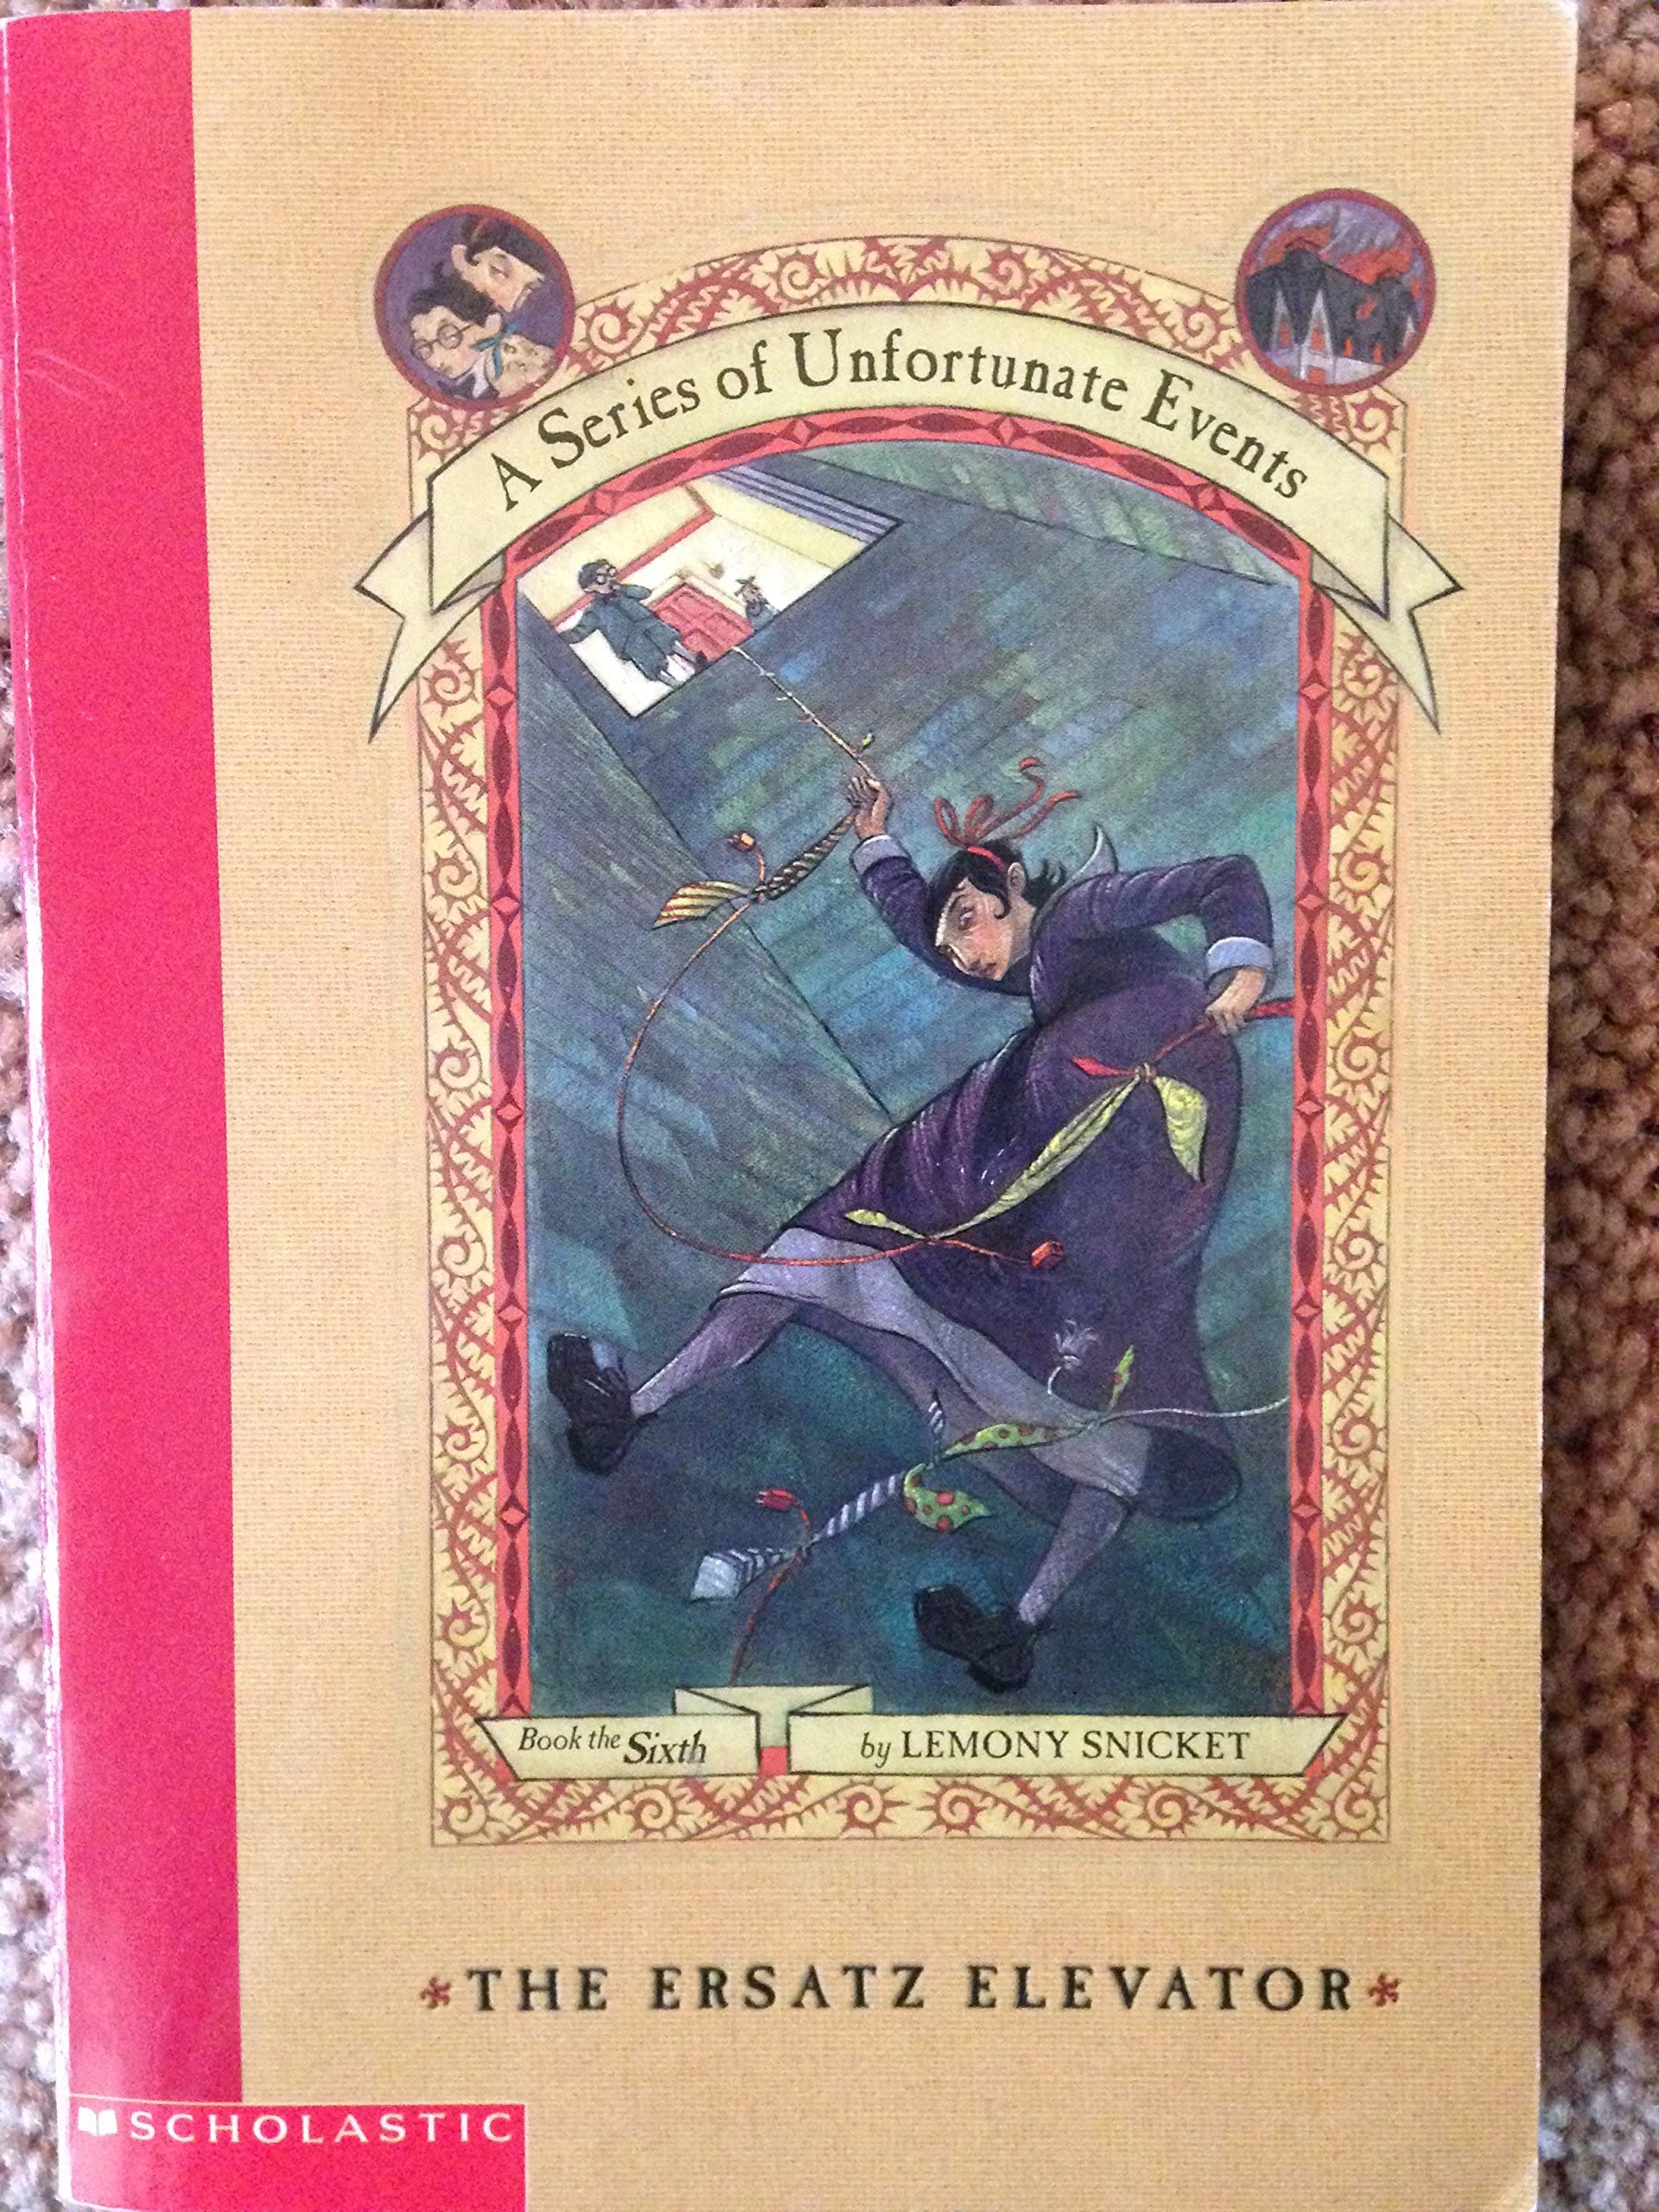 A Series of Unfortunate Events
Book the Sixth
by LEMONY SNICKET
THE ERSATZ ELEVATOR
SCHOLASTIC